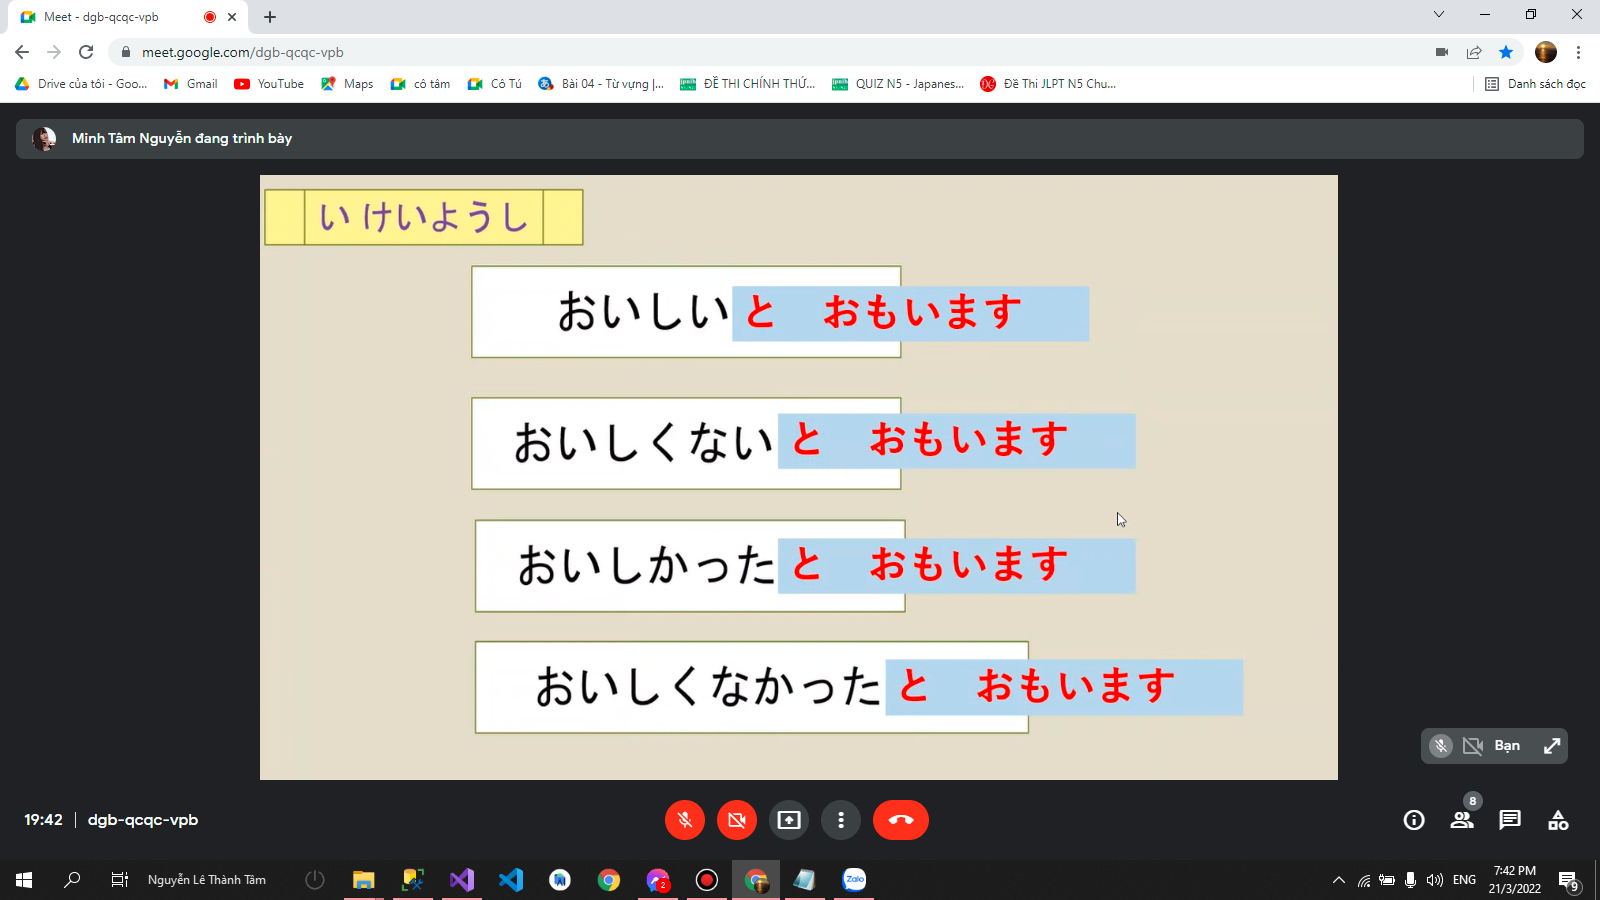 Meet - dgb-qcqc-vpb
meet.google.com/dgb-qcqc-vpb
Drive của tôi - Goo... Gmail YouTube Maps cô tâm Cô Tú Bài 04 - Từ vựng |... ĐỀ THI CHÍNH THỨ... QUIZ N5 - Japanes... Đề Thi JLPT N5 Chu... Danh sách đọc
Minh Tâm Nguyễn đang trình bày
い けいようし
おいしい と おもいます
おいしくない と おもいます
おいしかった と おもいます
おいしくなかった と おもいます
Bạn
8
19:42 | dgb-qcqc-vpb
Nguyễn Lê Thành Tâm
2
Zalo
ENG
7:42 PM
21/3/2022
9